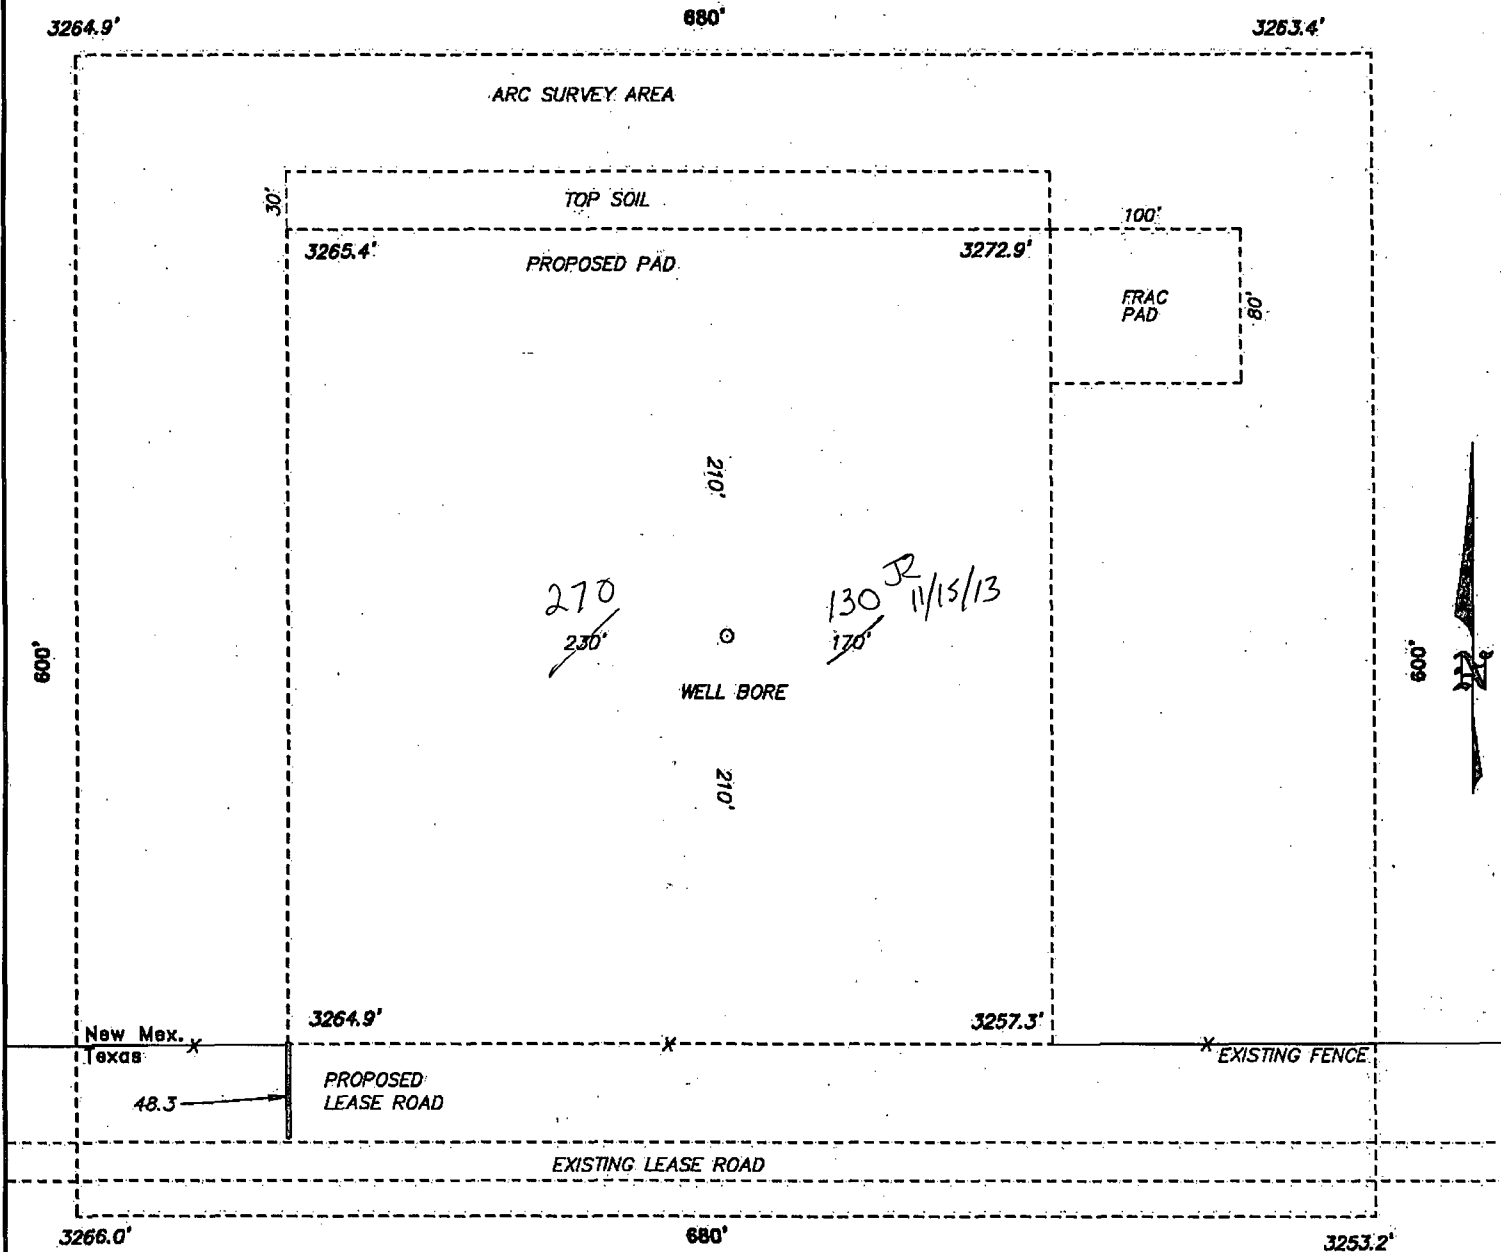 680'
3264.9'
3263.4'
ARC SURVEY AREA
30'
TOP SOIL
100'
3265.4'
3272.9'
PROPOSED PAD
FRAC
PAD
80'
210'
270
130 JR 11/15/13
230'
170'
WELL BORE
600'
600'
N
210'
3264.9'
3257.3'
New Mex.
Texas
EXISTING FENCE
PROPOSED
LEASE ROAD
48.3
EXISTING LEASE ROAD
3266.0'
680'
3253.2'